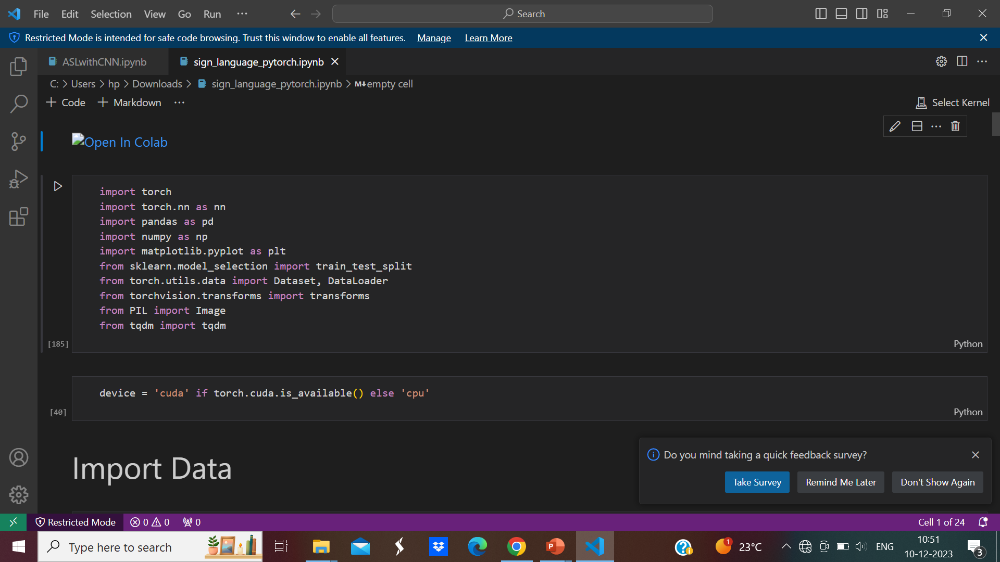 File Edit Selection View Go Run ···
Search
Restricted Mode is intended for safe code browsing. Trust this window to enable all features. Manage Learn More
ASLwithCNN.ipynb sign_language_pytorch.ipynb
C: > Users > hp > Downloads > sign_language_pytorch.ipynb > M↓empty cell
+ Code + Markdown ···
Select Kernel
Open In Colab
import torch
import torch.nn as nn
import pandas as pd
import numpy as np
import matplotlib.pyplot as plt
from sklearn.model_selection import train_test_split
from torch.utils.data import Dataset, DataLoader
from torchvision.transforms import transforms
from PIL import Image
from tqdm import tqdm
[185]
Python
device = 'cuda' if torch.cuda.is_available() else 'cpu'
[40]
Python
Import Data
Do you mind taking a quick feedback survey?
Take Survey Remind Me Later Don't Show Again
Restricted Mode 0 0 0
Cell 1 of 24
Type here to search
P
1
23°C
ENG
10:51
10-12-2023
3